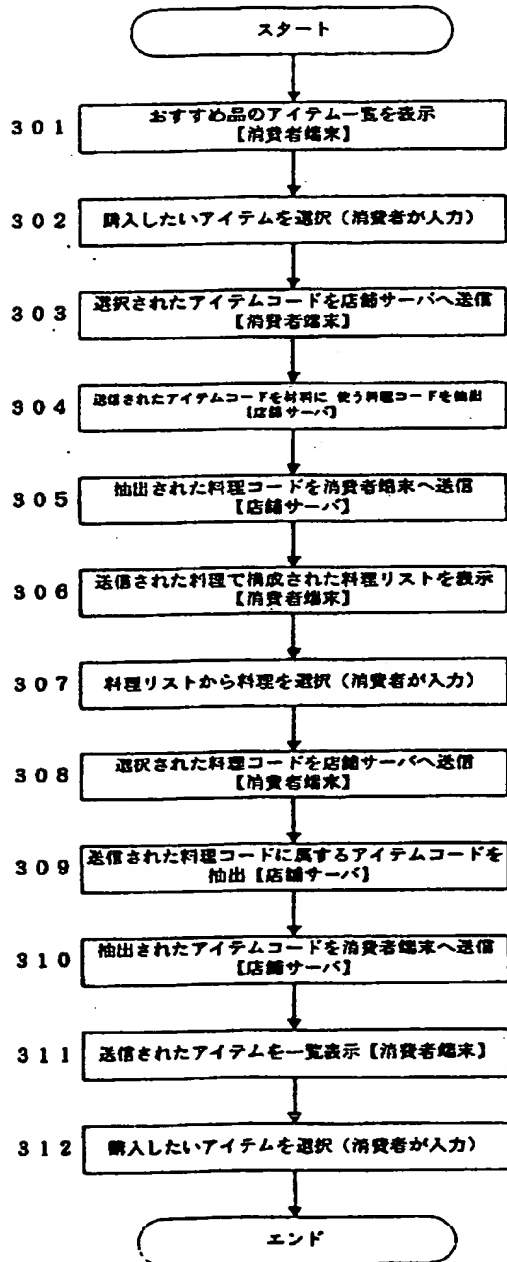 スタート
301
おすすめ品のアイテム一覧を表示
【消費者端末】
302
購入したいアイテムを選択（消費者が入力）
303
選択されたアイテムコードを店舗サーバへ送信
【消費者端末】
304
送信されたアイテムコードを材料に 使う料理コードを抽出
【店舗サーバ】
305
抽出された料理コードを消費者端末へ送信
【店舗サーバ】
306
送信された料理で構成された料理リストを表示
【消費者端末】
307
料理リストから料理を選択（消費者が入力）
308
選択された料理コードを店舗サーバへ送信
【消費者端末】
309
送信された料理コードに属するアイテムコードを
抽出【店舗サーバ】
310
抽出されたアイテムコードを消費者端末へ送信
【店舗サーバ】
311
送信されたアイテムを一覧表示【消費者端末】
312
購入したいアイテムを選択（消費者が入力）
エンド